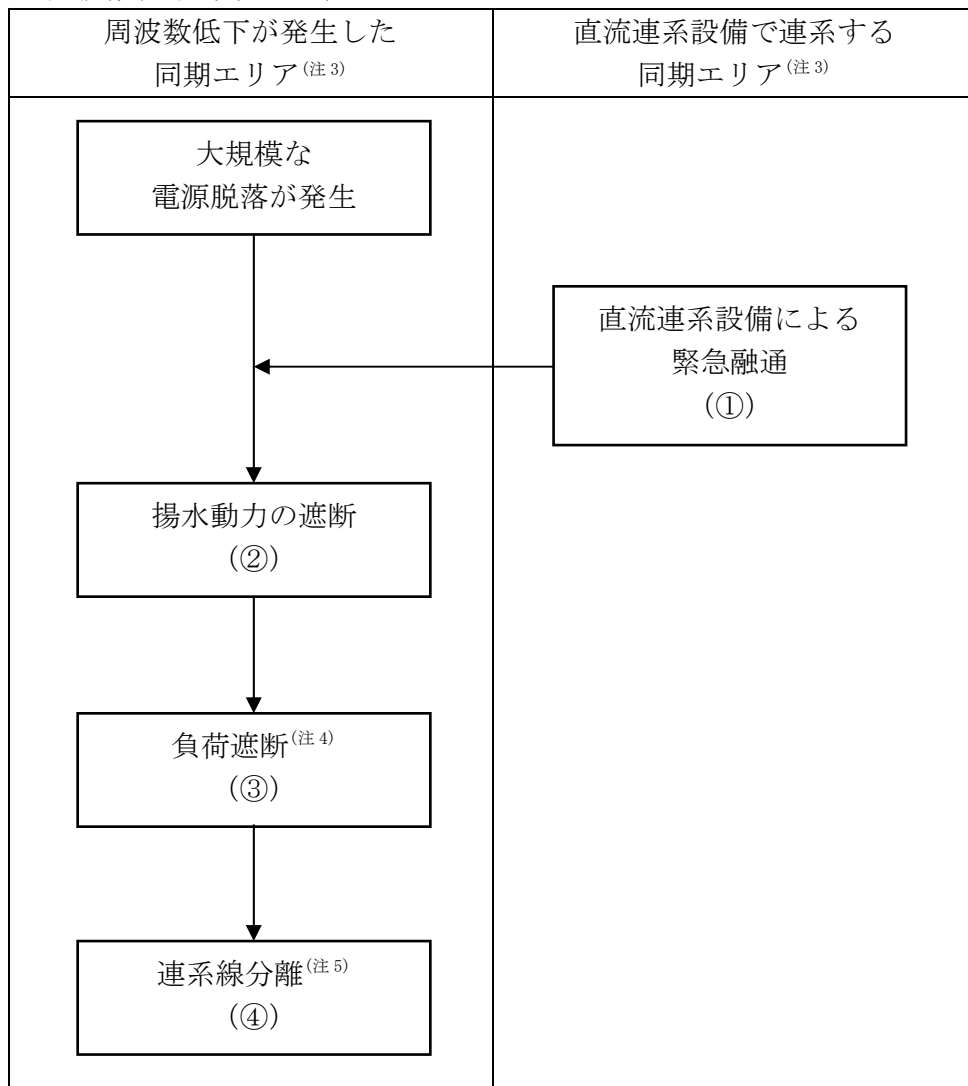 周波数低下が発生した
同期エリア(注3)
直流連系設備で連系する
同期エリア(注3)
大規模な
電源脱落が発生
直流連系設備による
緊急融通
(①)
揚水動力の遮断
(②)
負荷遮断(注4)
(③)
連系線分離(注5)
(④)